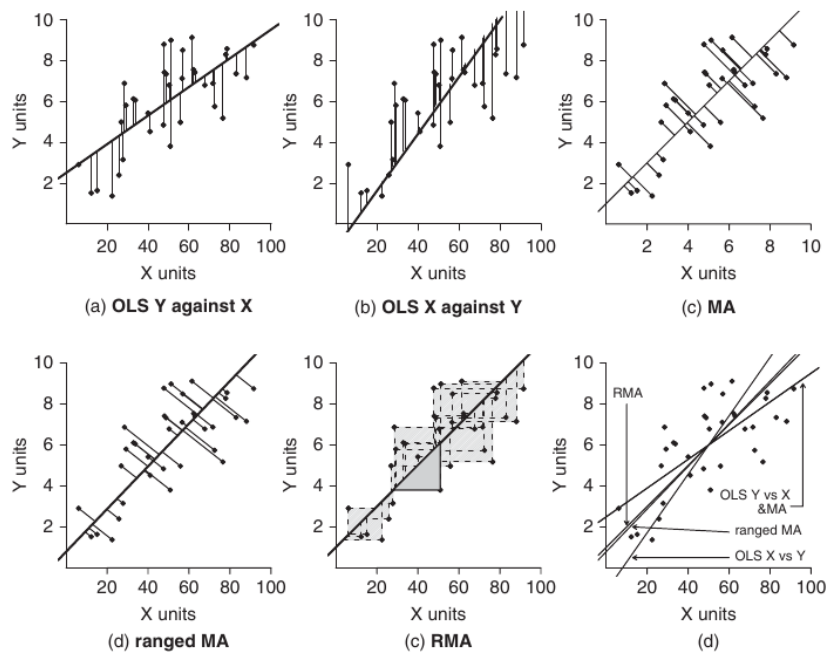 10
8
6
4
2
Y units
20 40 60 80 100
X units
(a) OLS Y against X
10
8
6
4
2
Y units
20 40 60 80 100
X units
(b) OLS X against Y
10
8
6
4
2
Y units
2 4 6 8 10
X units
(c) MA
10
8
6
4
2
Y units
20 40 60 80 100
X units
(d) ranged MA
10
8
6
4
2
Y units
20 40 60 80 100
X units
(c) RMA
10
8
6
4
2
Y units
RMA
OLS Y vs X
&MA
ranged MA
OLS X vs Y
20 40 60 80 100
X units
(d)